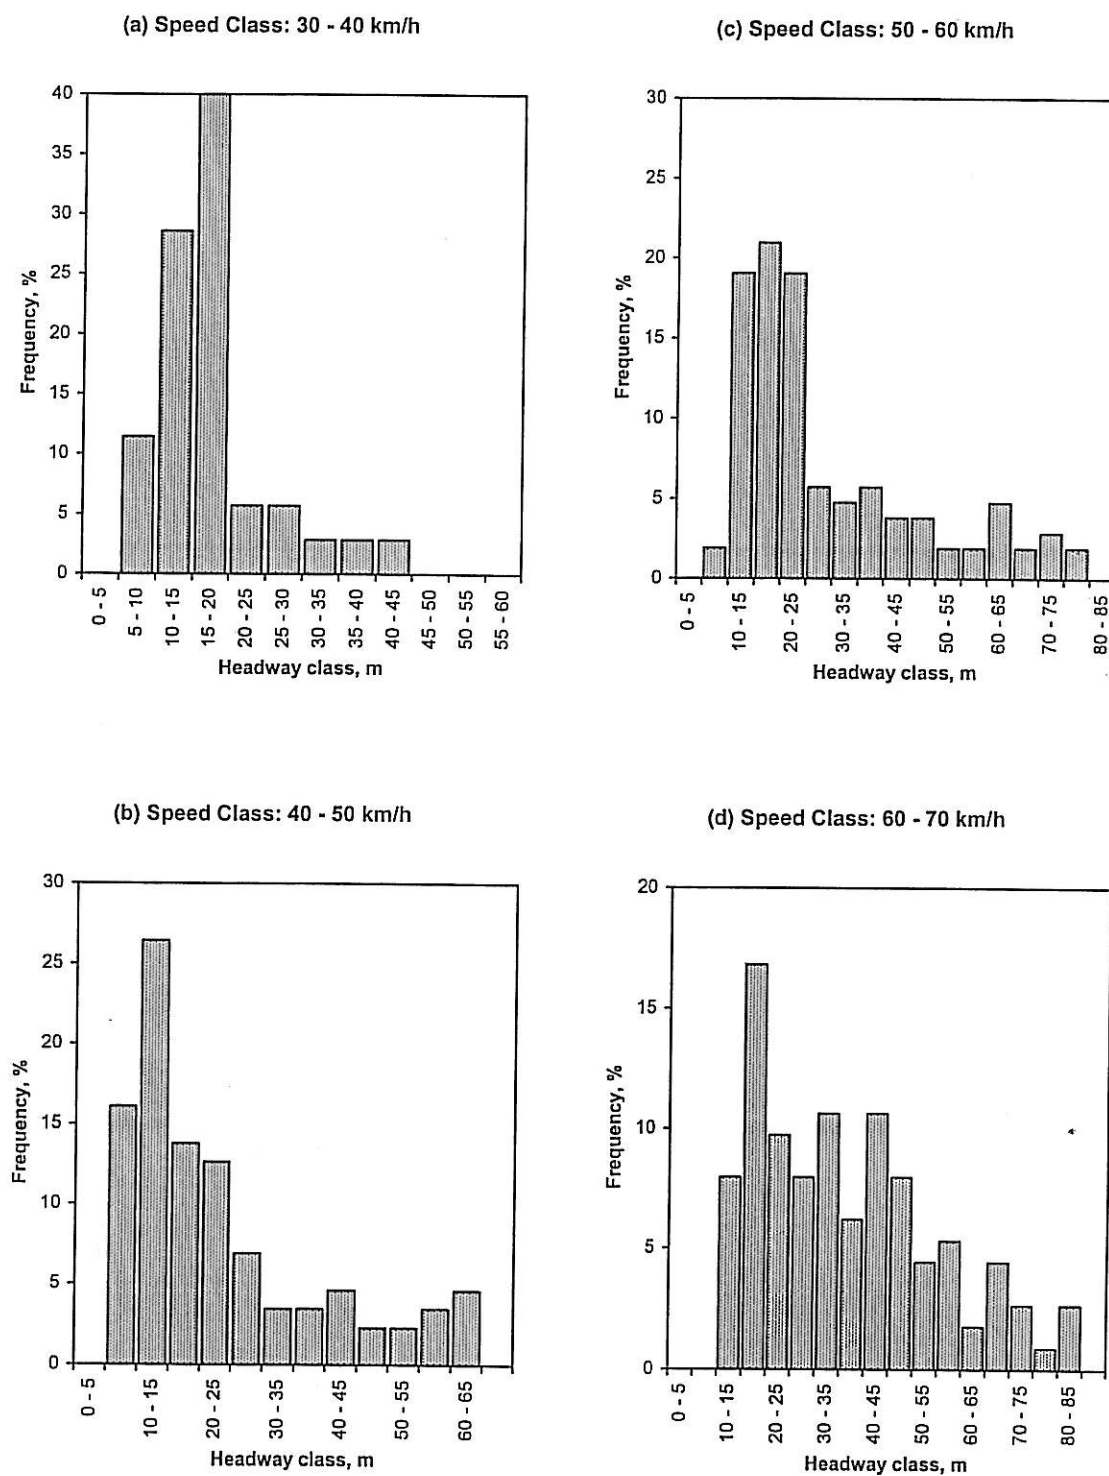 (a) Speed Class: 30 - 40 km/h
40
35
30
25
20
15
10
5
0
Frequency, %
0 - 5
5 - 10
10 - 15
15 - 20
20 - 25
25 - 30
30 - 35
35 - 40
40 - 45
45 - 50
50 - 55
55 - 60
Headway class, m
(c) Speed Class: 50 - 60 km/h
30
25
20
15
10
5
0
Frequency, %
0 - 5
10 - 15
20 - 25
30 - 35
40 - 45
50 - 55
60 - 65
70 - 75
80 - 85
Headway class, m
(b) Speed Class: 40 - 50 km/h
30
25
20
15
10
5
0
Frequency, %
0 - 5
10 - 15
20 - 25
30 - 35
40 - 45
50 - 55
60 - 65
Headway class, m
(d) Speed Class: 60 - 70 km/h
20
15
10
5
0
Frequency, %
0 - 5
10 - 15
20 - 25
30 - 35
40 - 45
50 - 55
60 - 65
70 - 75
80 - 85
Headway class, m